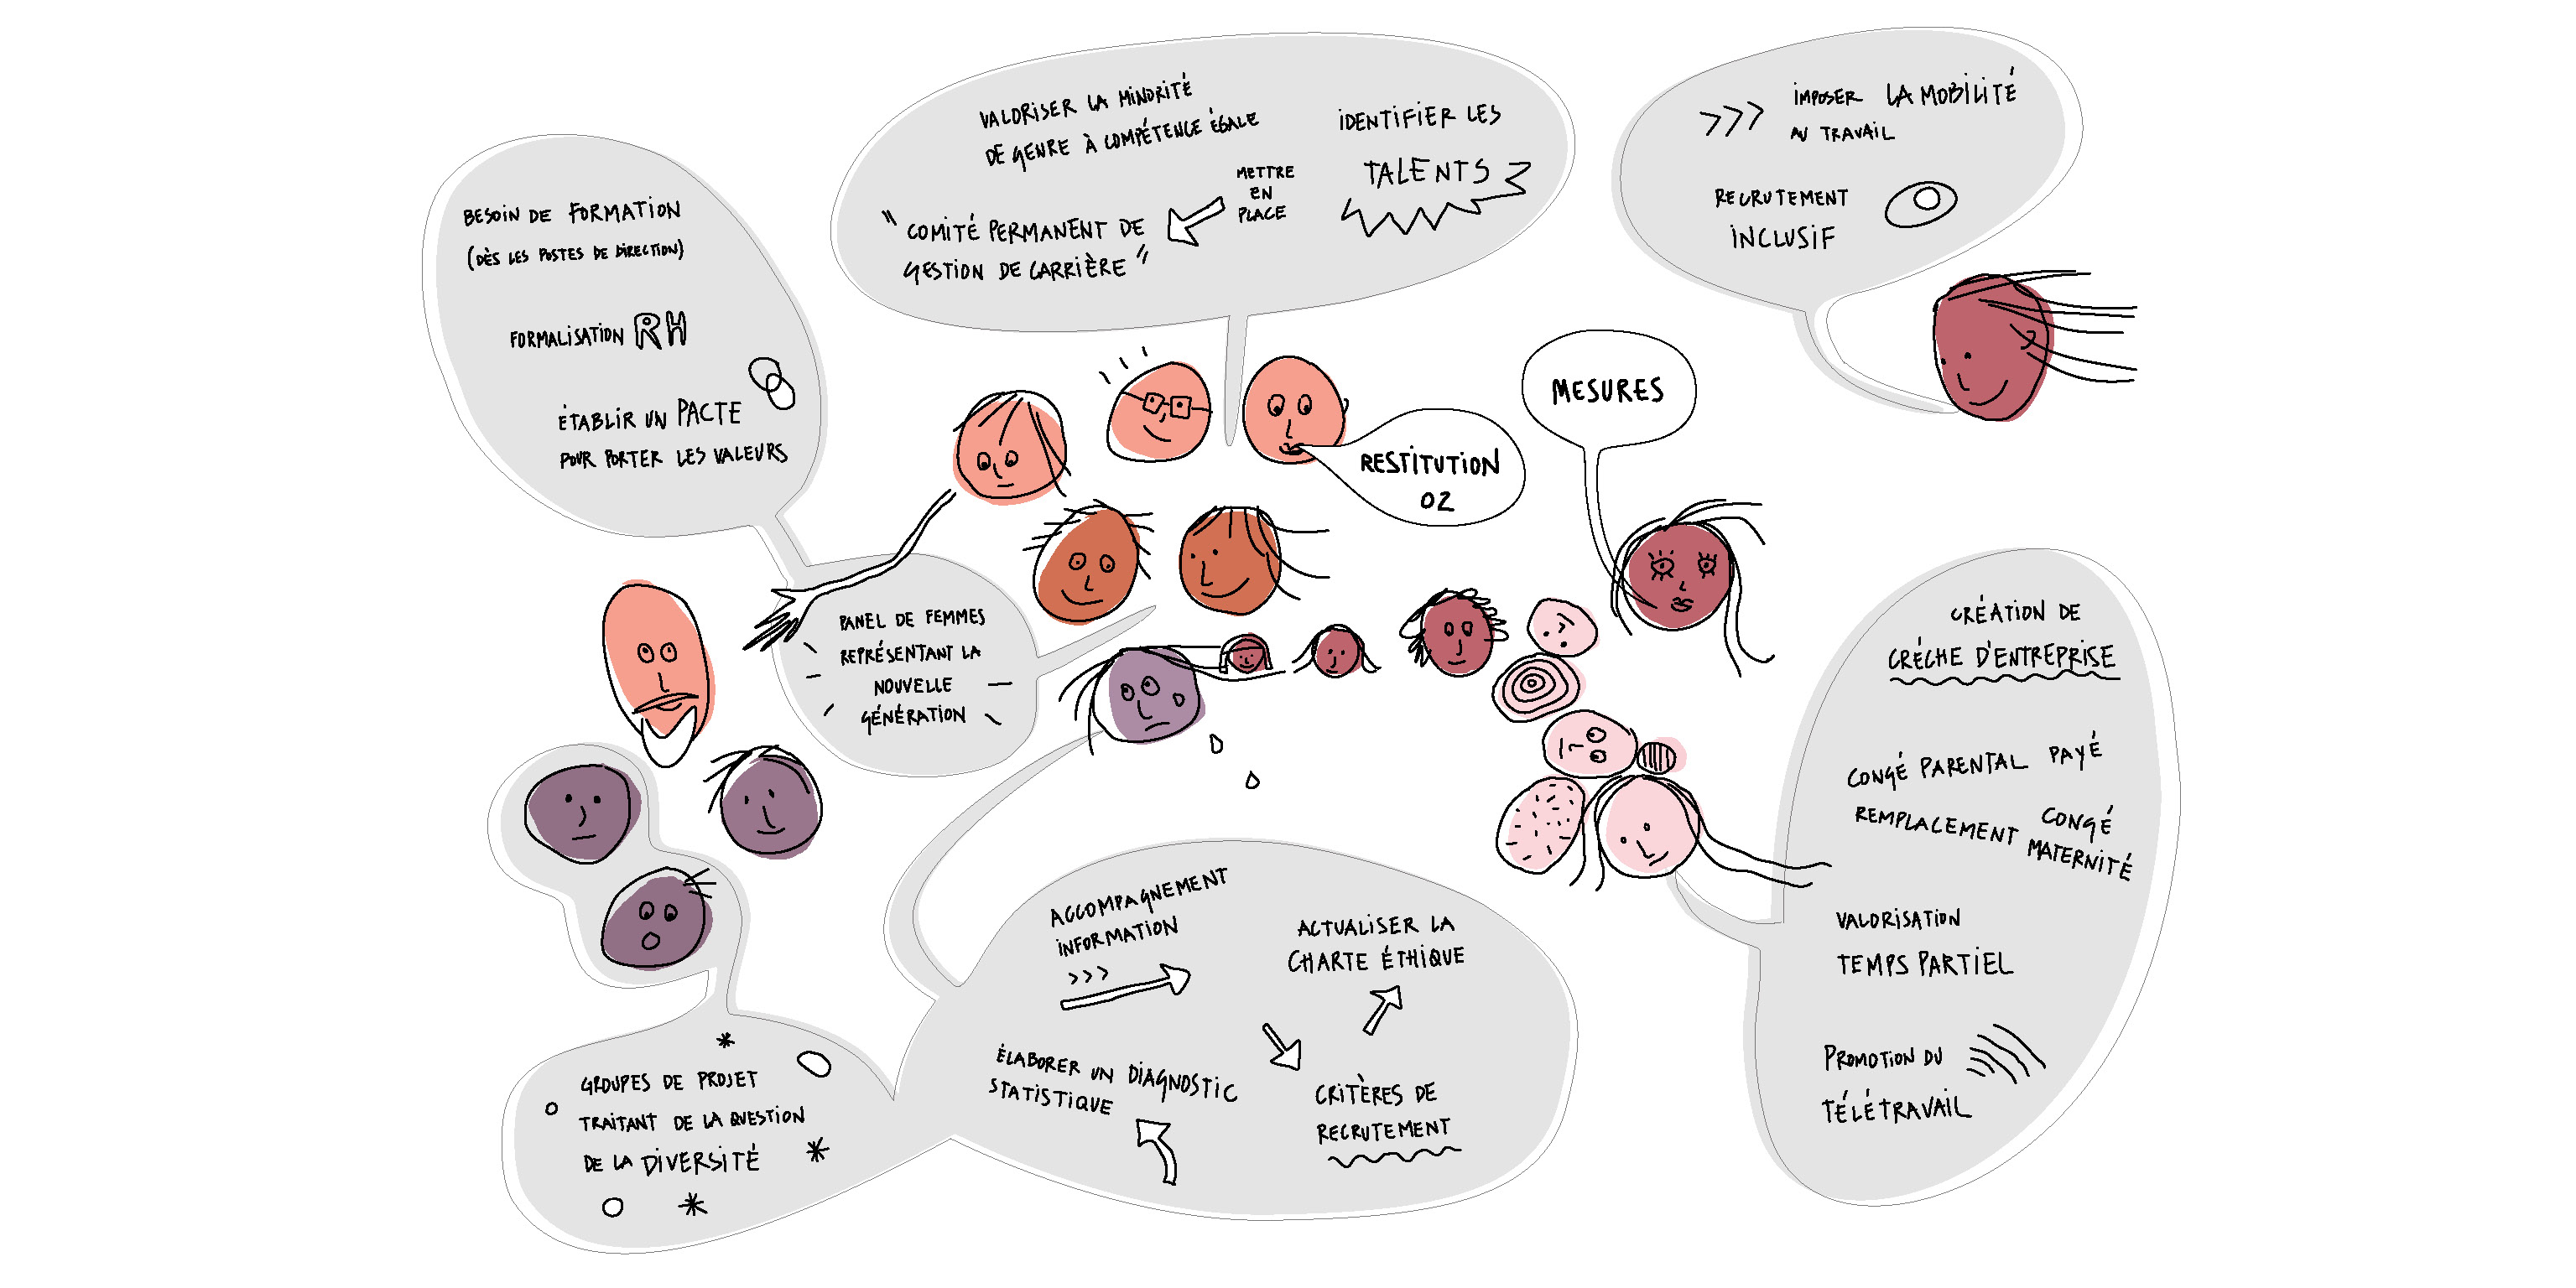 BESOIN DE FORMATION
(DÈS LES POSTES DE DIRECTION)
FORMALISATION RH
ÉTABLIR UN PACTE
POUR PORTER LES VALEURS
VALORISER LA MINORITÉ
DE GENRE À COMPÉTENCE ÉGALE
IDENTIFIER LES
TALENTS
METTRE
EN
PLACE
"COMITÉ PERMANENT DE
GESTION DE CARRIÈRE"
IMPOSER LA MOBILITÉ
AU TRAVAIL
RECRUTEMENT
INCLUSIF
MESURES
RESTITUTION
02
PANEL DE FEMMES
REPRÉSENTANT LA
NOUVELLE
GÉNÉRATION
CRÉATION DE
CRÉCHE D'ENTREPRISE
CONGÉ PARENTAL PAYÉ
REMPLACEMENT CONGÉ
MATERNITÉ
VALORISATION
TEMPS PARTIEL
PROMOTION DU
TÉLÉTRAVAIL
ACCOMPAGNEMENT
INFORMATION
ACTUALISER LA
CHARTE ÉTHIQUE
ÉLABORER UN DIAGNOSTIC
STATISTIQUE
CRITÈRES DE
RECRUTEMENT
GROUPES DE PROJET
TRAITANT DE LA QUESTION
DE LA DIVERSITÉ